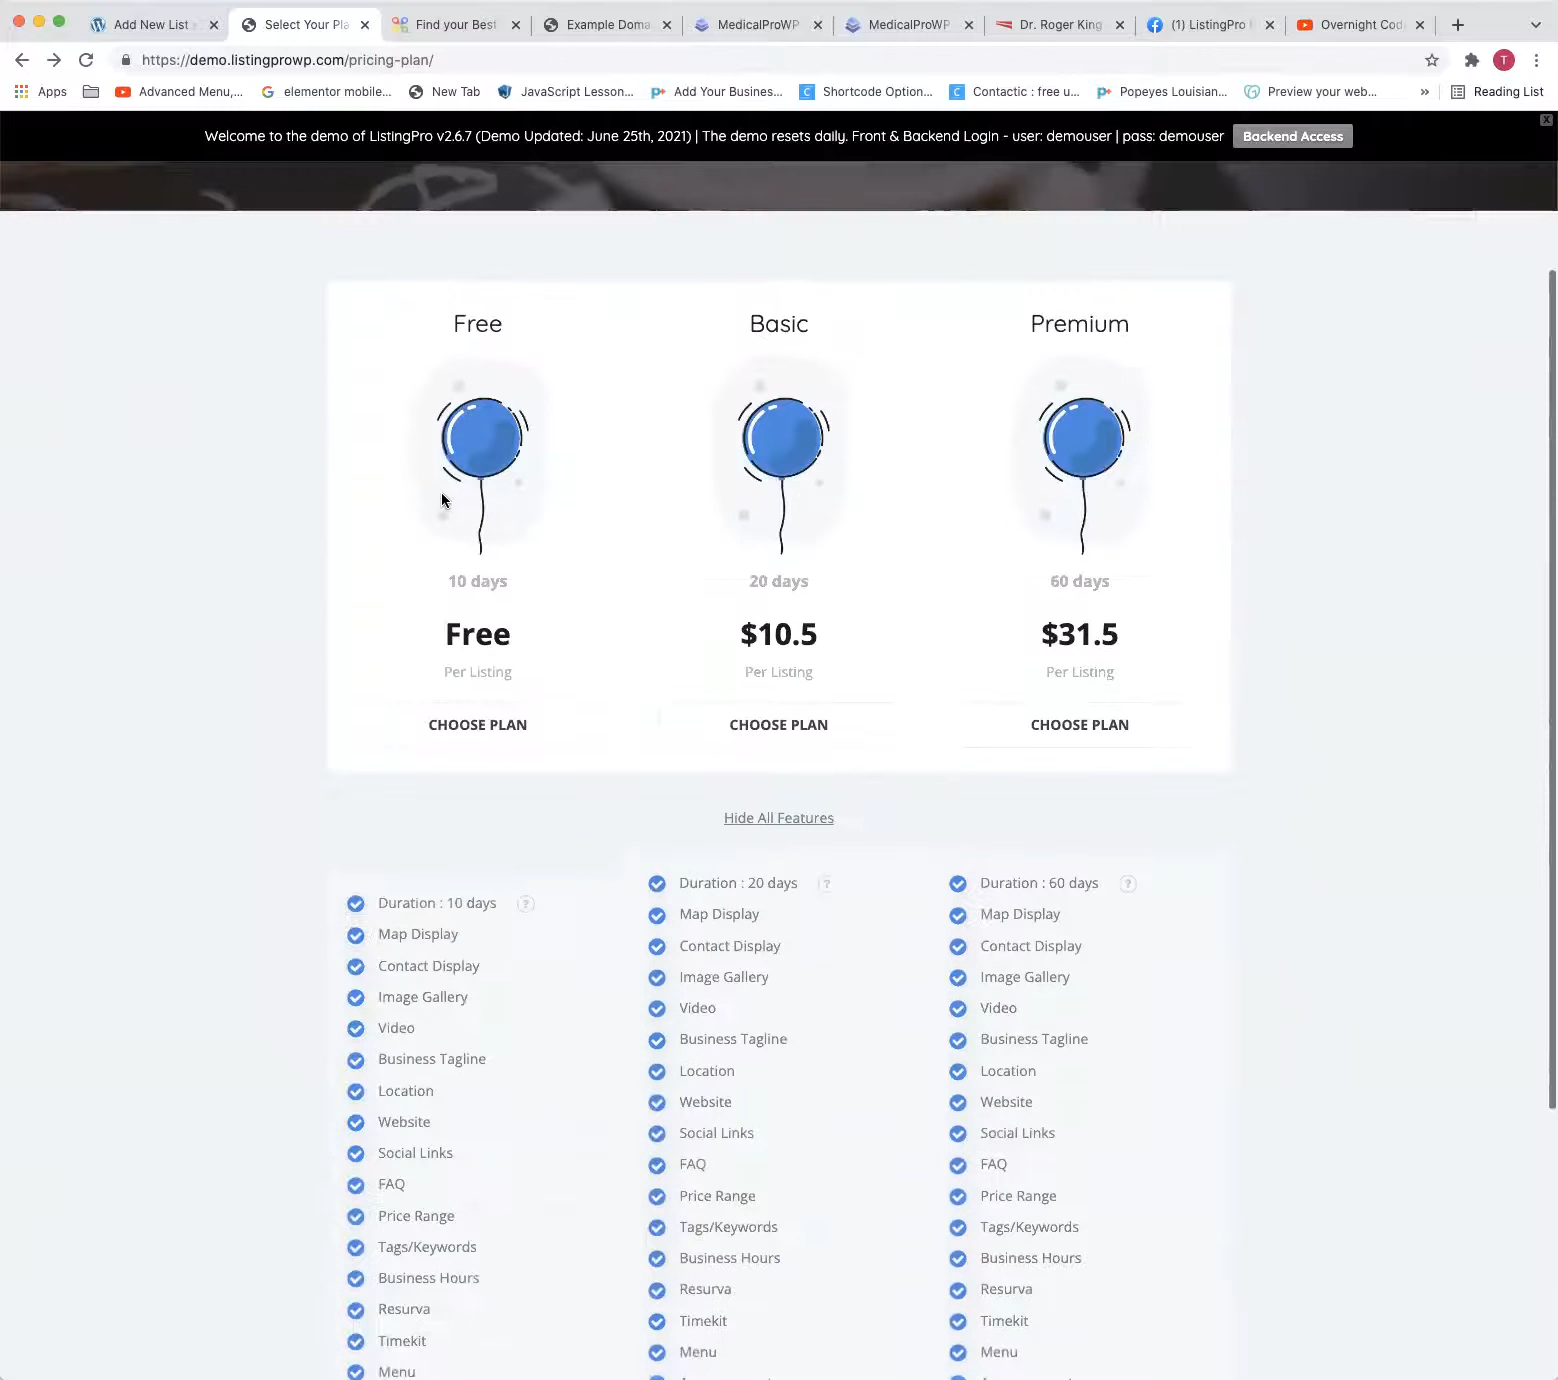 Add New List
Select Your Pla
Find your Best
Example Doma
MedicalProWP
MedicalProWP
Dr. Roger King
(1) ListingPro
Overnight Cod
https://demo.listingprowp.com/pricing-plan/
T
Apps
Advanced Menu,...
elementor mobile...
New Tab
JavaScript Lesson...
Add Your Busines...
Shortcode Option...
Contactic : free u...
Popeyes Louisian...
Preview your web...
»
Reading List
Welcome to the demo of ListingPro v2.6.7 (Demo Updated: June 25th, 2021) | The demo resets daily. Front & Backend Login - user: demouser | pass: demouser
Backend Access
X
Free
Basic
Premium
10 days
20 days
60 days
Free
$10.5
$31.5
Per Listing
Per Listing
Per Listing
CHOOSE PLAN
CHOOSE PLAN
CHOOSE PLAN
Hide All Features
Duration : 10 days ?
Map Display
Contact Display
Image Gallery
Video
Business Tagline
Location
Website
Social Links
FAQ
Price Range
Tags/Keywords
Business Hours
Resurva
Timekit
Menu
Duration : 20 days ?
Map Display
Contact Display
Image Gallery
Video
Business Tagline
Location
Website
Social Links
FAQ
Price Range
Tags/Keywords
Business Hours
Resurva
Timekit
Menu
Duration : 60 days ?
Map Display
Contact Display
Image Gallery
Video
Business Tagline
Location
Website
Social Links
FAQ
Price Range
Tags/Keywords
Business Hours
Resurva
Timekit
Menu